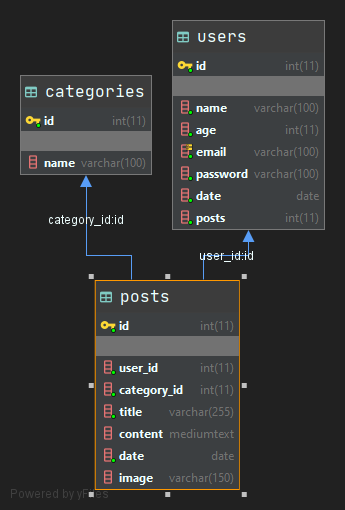 users
id int(11)
name varchar(100)
age int(11)
email varchar(100)
password varchar(100)
date date
posts int(11)
categories
id int(11)
name varchar(100)
category_id:id
user_id:id
posts
id int(11)
user_id int(11)
category_id int(11)
title varchar(255)
content mediumtext
date date
image varchar(150)
Powered by yFiles